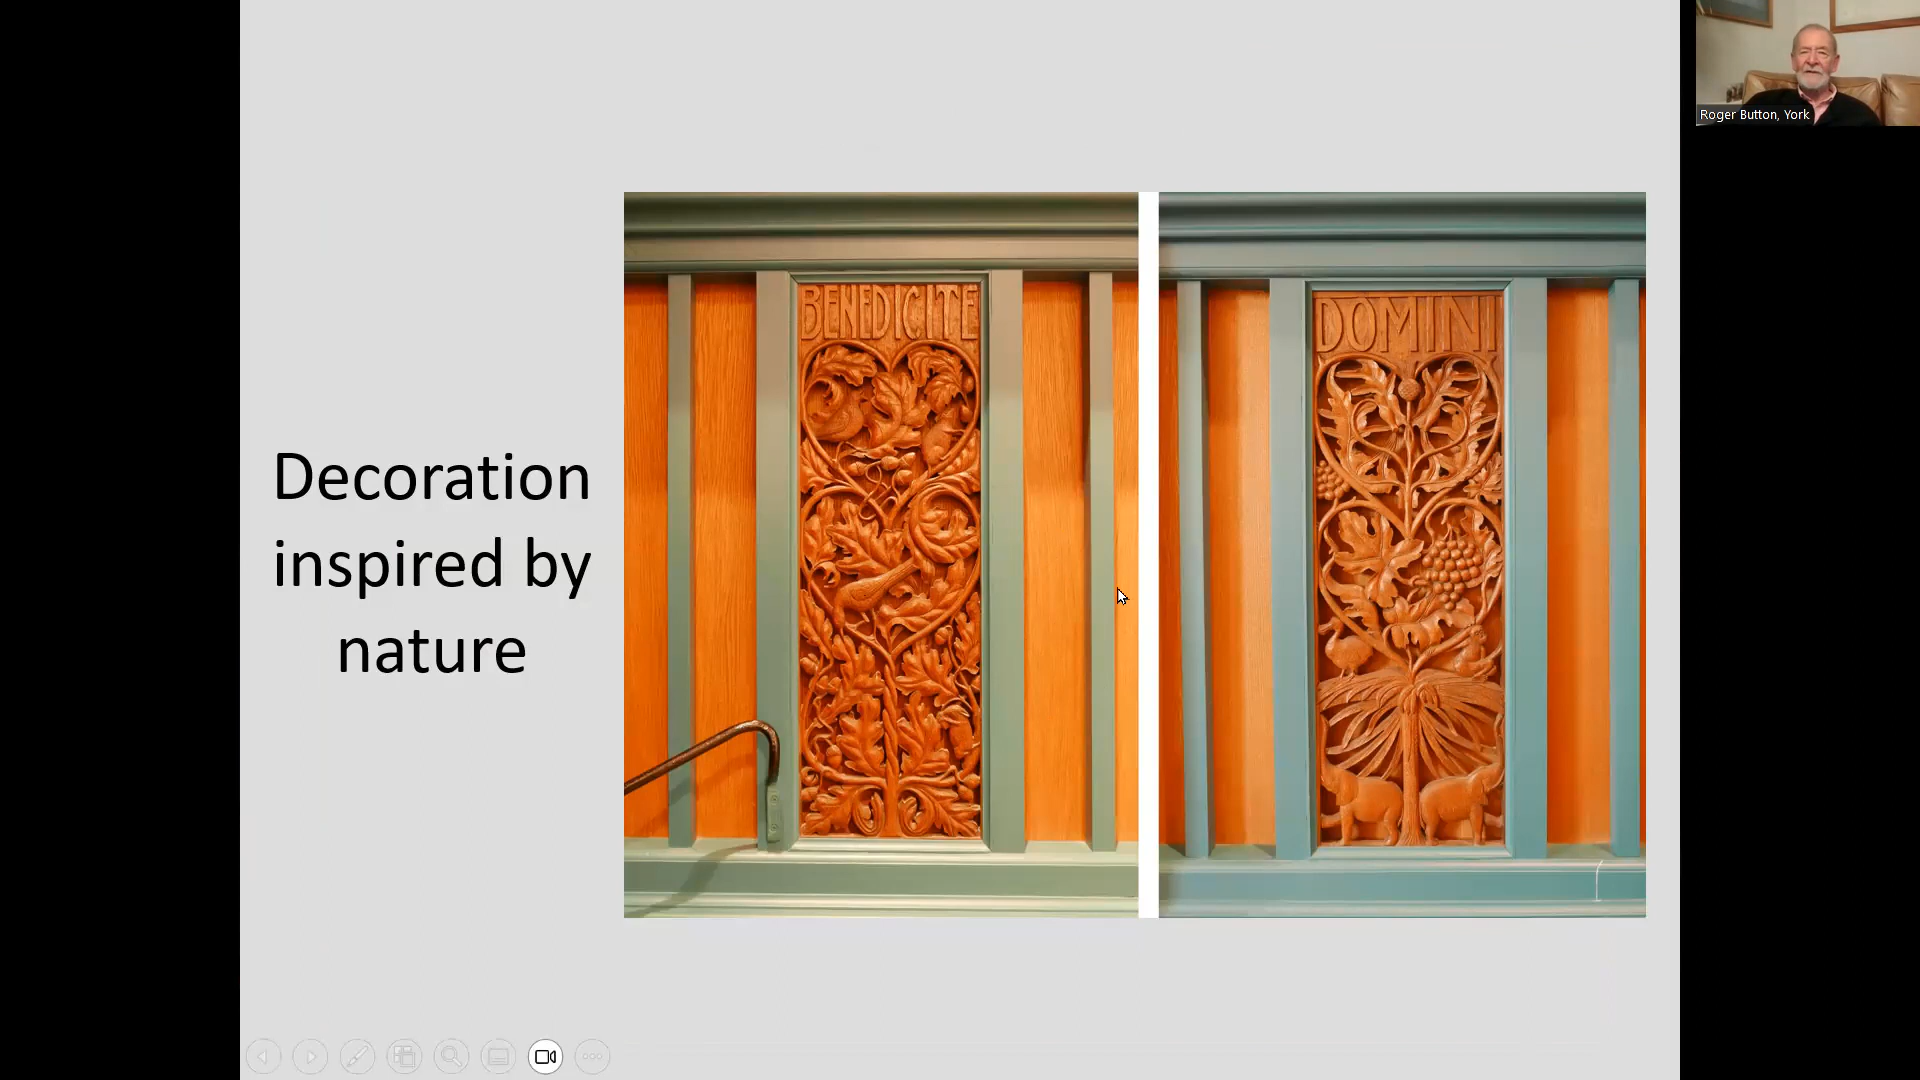 Decoration
inspired by
nature
BENEDICITE
DOMINI
Roger Button, York